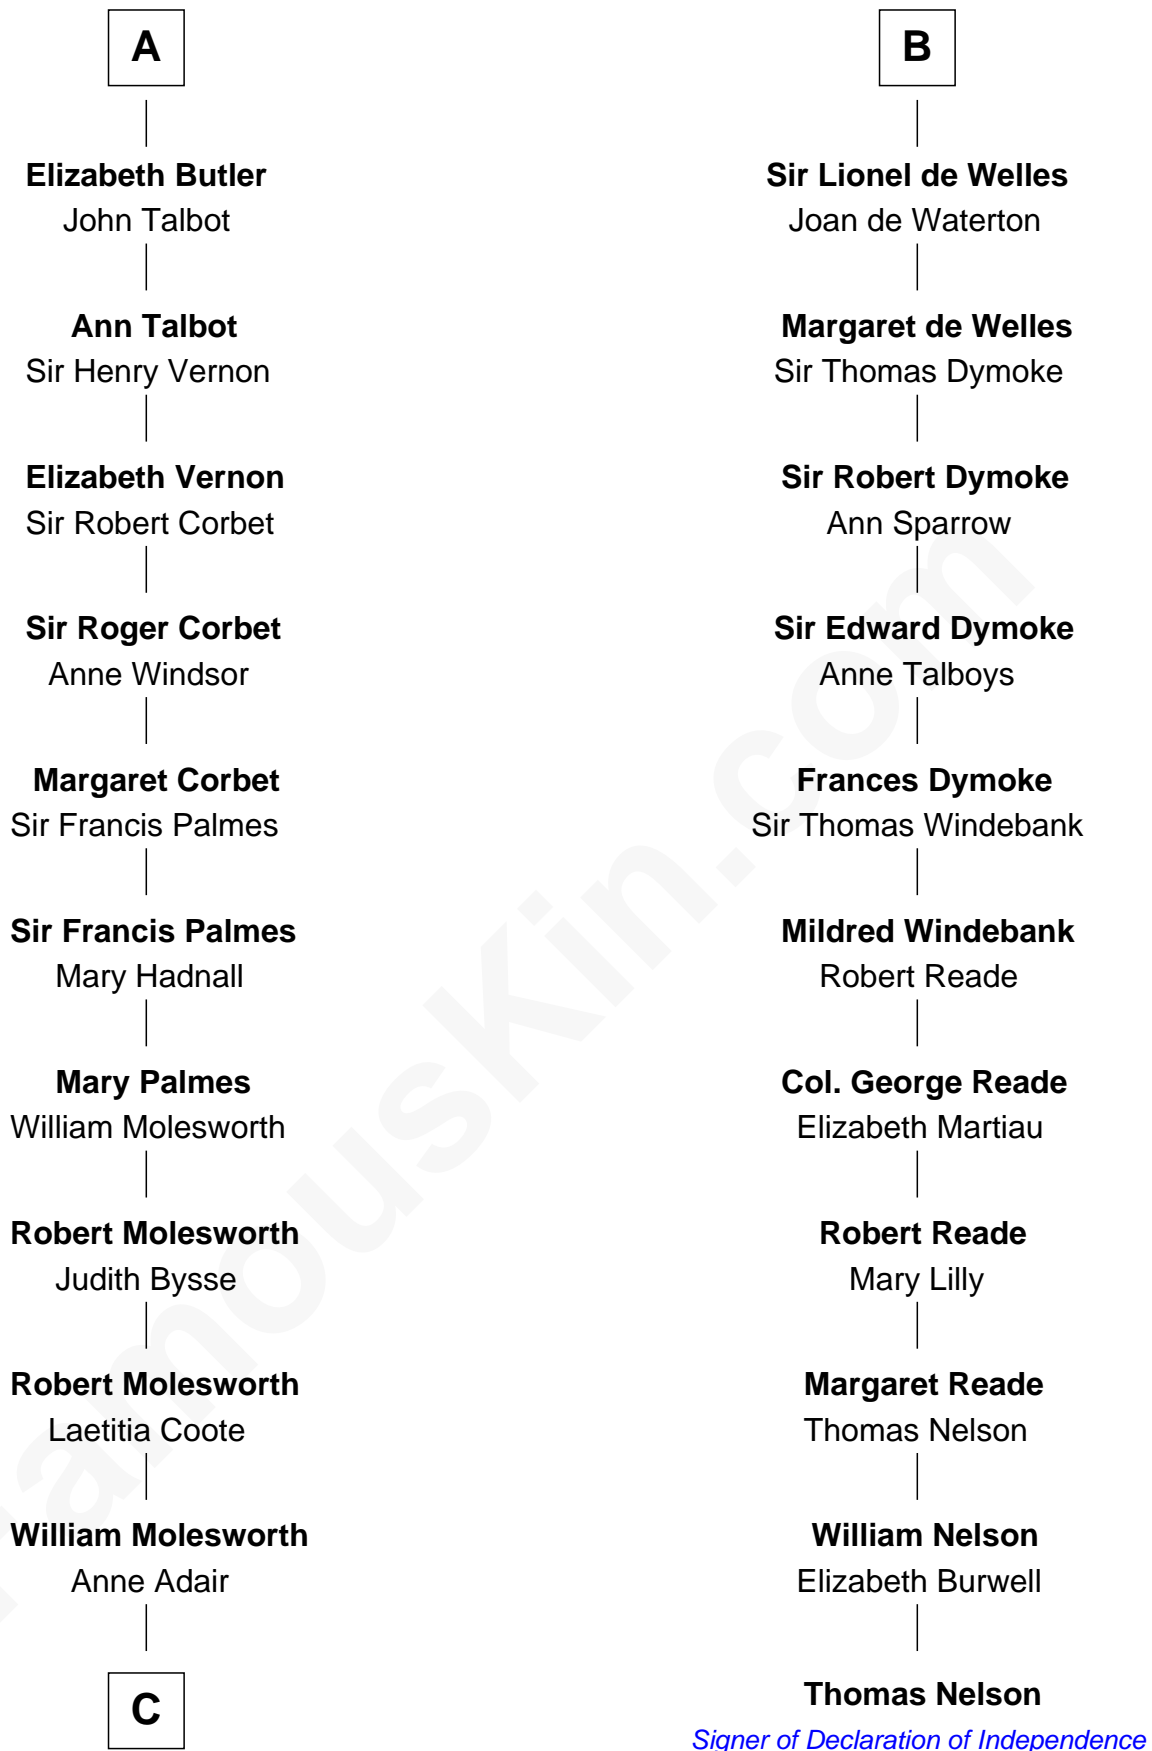 A
Elizabeth Butler
John Talbot
Ann Talbot
Sir Henry Vernon
Elizabeth Vernon
Sir Robert Corbet
Sir Roger Corbet
Anne Windsor
Margaret Corbet
Sir Francis Palmes
Sir Francis Palmes
Mary Hadnall
Mary Palmes
William Molesworth
Robert Molesworth
Judith Bysse
Robert Molesworth
Laetitia Coote
William Molesworth
Anne Adair
C
B
Sir Lionel de Welles
Joan de Waterton
Margaret de Welles
Sir Thomas Dymoke
Sir Robert Dymoke
Ann Sparrow
Sir Edward Dymoke
Anne Talboys
Frances Dymoke
Sir Thomas Windebank
Mildred Windebank
Robert Reade
Col. George Reade
Elizabeth Martiau
Robert Reade
Mary Lilly
Margaret Reade
Thomas Nelson
William Nelson
Elizabeth Burwell
Thomas Nelson
Signer of Declaration of Independence
FamousKin.com